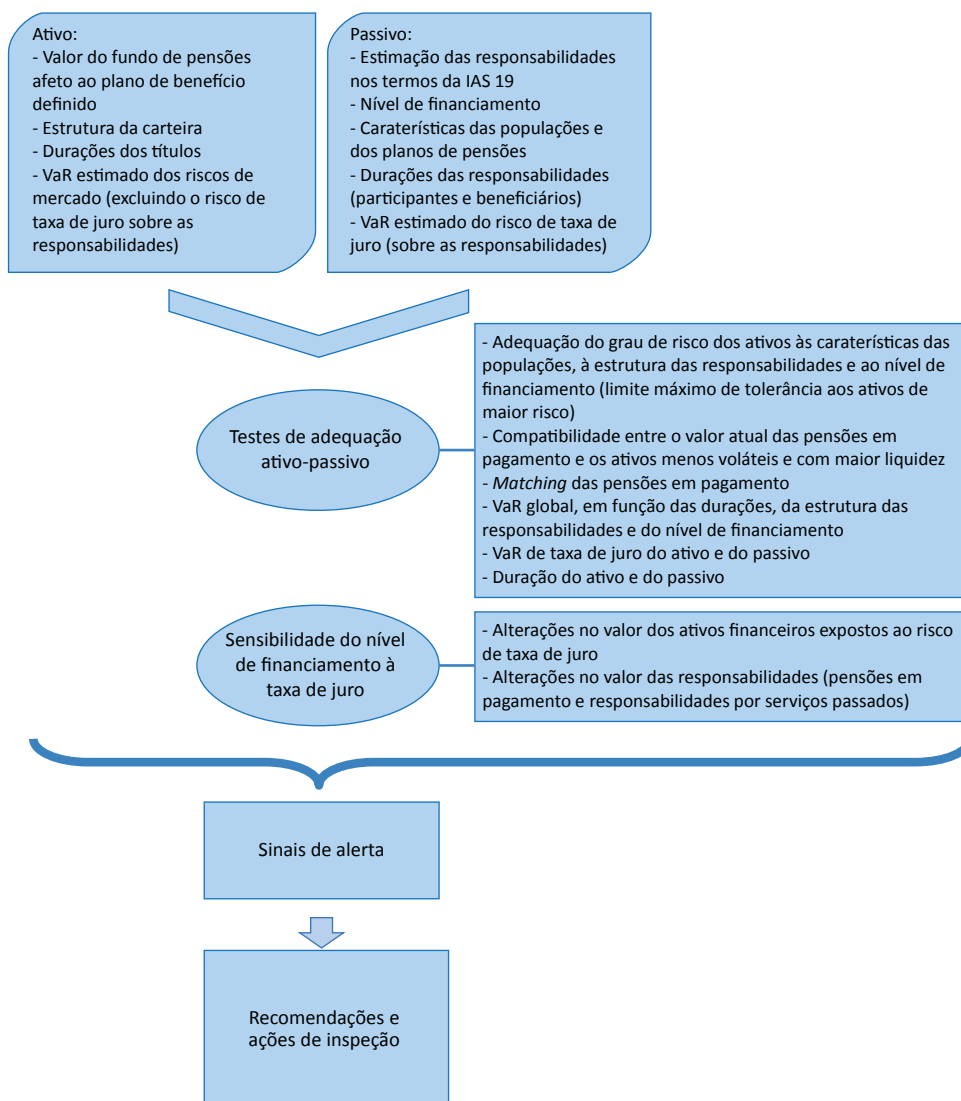 Ativo:
- Valor do fundo de pensões
afeto ao plano de benefício
definido
- Estrutura da carteira
- Durações dos títulos
- VaR estimado dos riscos de
mercado (excluindo o risco de
taxa de juro sobre as
responsabilidades)
Passivo:
- Estimação das responsabilidades
nos termos da IAS 19
- Nível de financiamento
- Caraterísticas das populações e
dos planos de pensões
- Durações das responsabilidades
(participantes e beneficiários)
- VaR estimado do risco de taxa de
juro (sobre as responsabilidades)
Testes de adequação
ativo-passivo
- Adequação do grau de risco dos ativos às caraterísticas das
populações, à estrutura das responsabilidades e ao nível de
financiamento (limite máximo de tolerância aos ativos de
maior risco)
- Compatibilidade entre o valor atual das pensões em
pagamento e os ativos menos voláteis e com maior liquidez
- Matching das pensões em pagamento
- VaR global, em função das durações, da estrutura das
responsabilidades e do nível de financiamento
- VaR de taxa de juro do ativo e do passivo
- Duração do ativo e do passivo
Sensibilidade do nível
de financiamento à
taxa de juro
- Alterações no valor dos ativos financeiros expostos ao risco
de taxa de juro
- Alterações no valor das responsabilidades (pensões em
pagamento e responsabilidades por serviços passados)
Sinais de alerta
Recomendações e
ações de inspeção